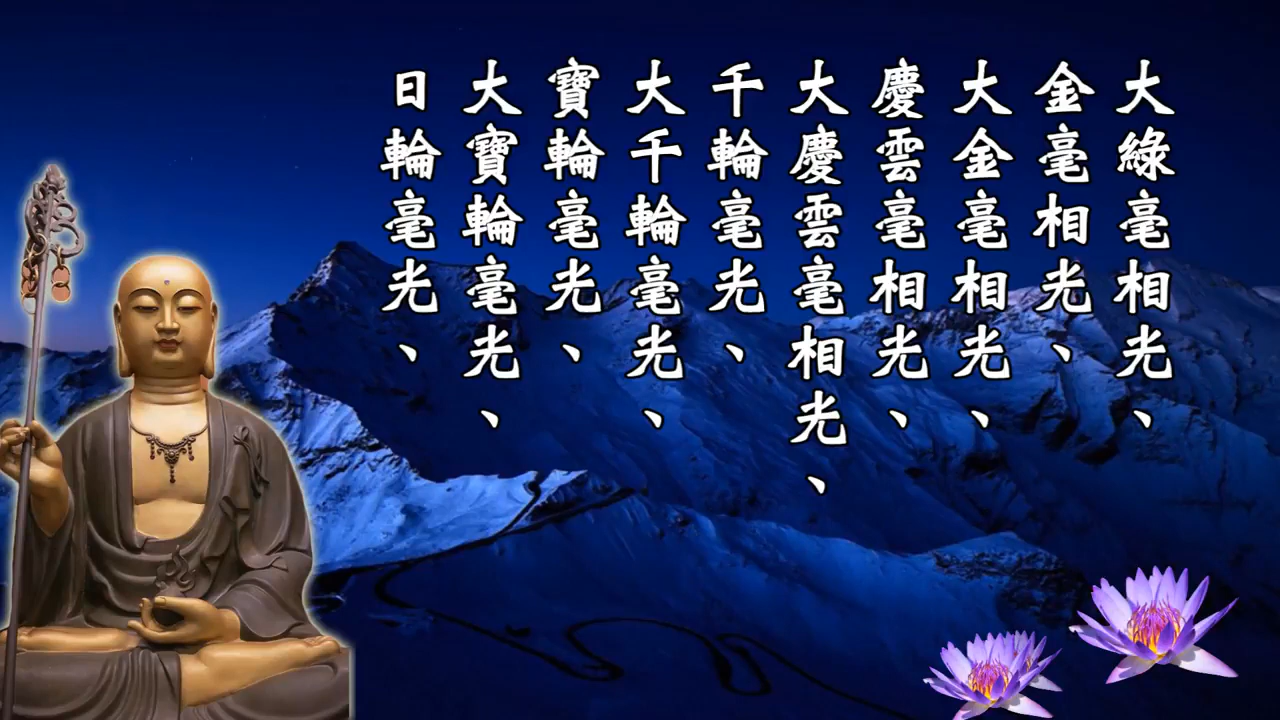 大綠毫相光、
金毫相光、
大金毫相光、
慶雲毫相光、
大慶雲毫相光、
千輪毫光、
大千輪毫光、
寶輪毫光、
大寶輪毫光、
日輪毫光、